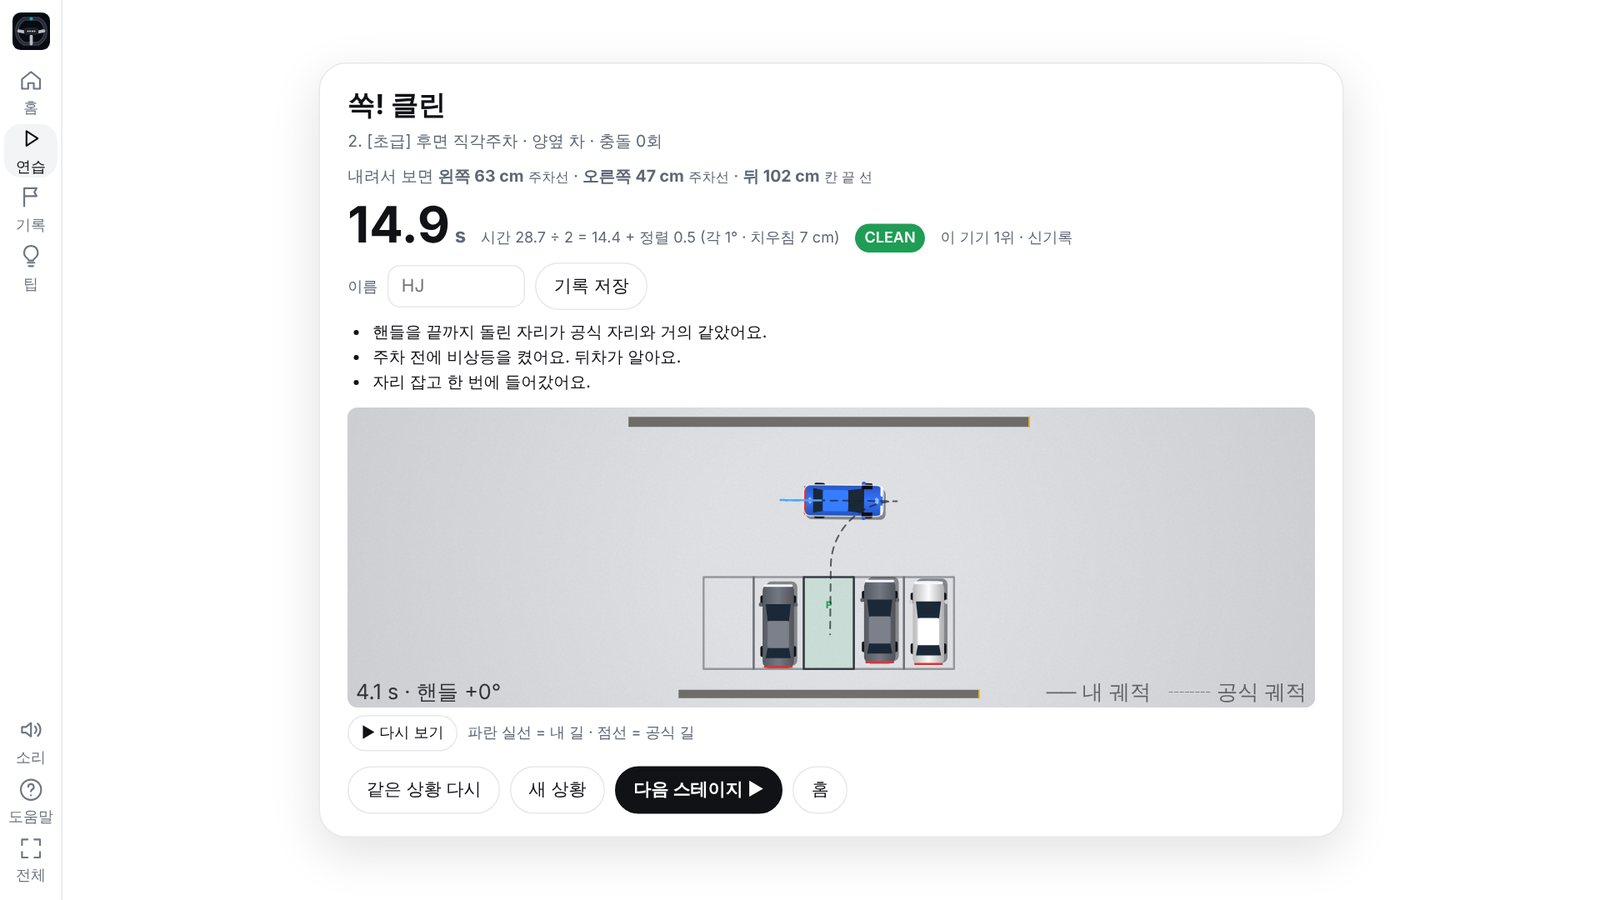 홈
연습
기록
팁
소리
도움말
전체
쏙! 클린
2. [초급] 후면 직각주차 · 양옆 차 · 충돌 0회
내려서 보면 왼쪽 63 cm 주차선 · 오른쪽 47 cm 주차선 · 뒤 102 cm 칸 끝 선
14.9 s 시간 28.7 ÷ 2 = 14.4 + 정렬 0.5 (각 1° · 치우침 7 cm) CLEAN 이 기기 1위 · 신기록
이름 HJ 기록 저장
• 핸들을 끝까지 돌린 자리가 공식 자리와 거의 같았어요.
• 주차 전에 비상등을 켰어요. 뒤차가 알아요.
• 자리 잡고 한 번에 들어갔어요.
P
4.1 s · 핸들 +0° ── 내 궤적 -------- 공식 궤적
▶ 다시 보기 파란 실선 = 내 길 · 점선 = 공식 길
같은 상황 다시 새 상황 다음 스테이지 ▶ 홈